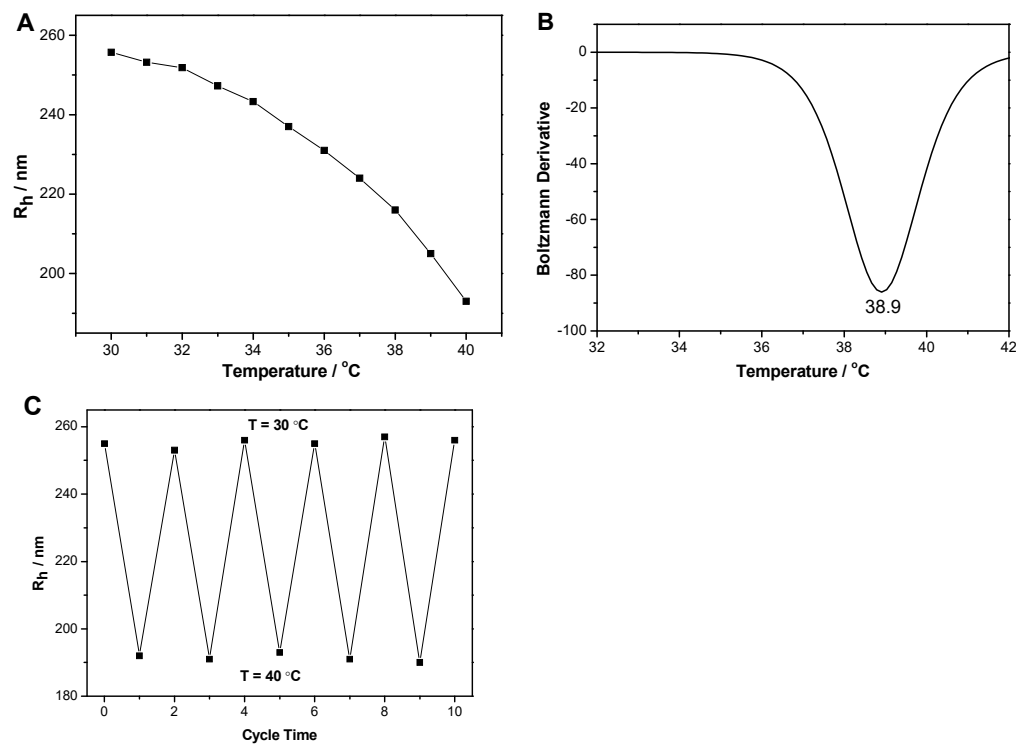 A
260
240
220
200
R_h / nm
30 32 34 36 38 40
Temperature / °C
B
0
-20
-40
-60
-80
-100
Boltzmann Derivative
38.9
32 34 36 38 40 42
Temperature / °C
C
260
240
220
200
180
R_h / nm
T = 30 °C
T = 40 °C
0 2 4 6 8 10
Cycle Time